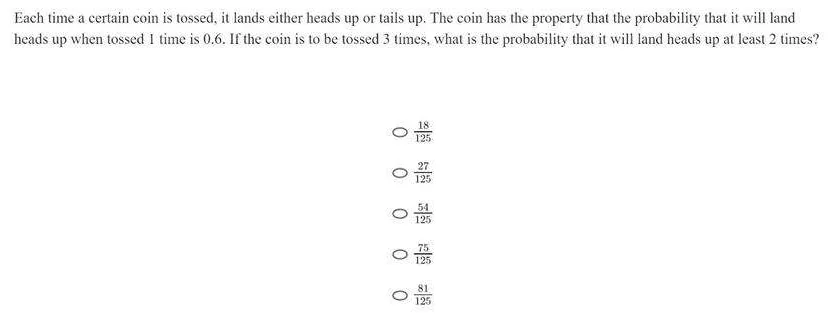 Each time a certain coin is tossed, it lands either heads up or tails up. The coin has the property that the probability that it will land
heads up when tossed 1 time is 0.6. If the coin is to be tossed 3 times, what is the probability that it will land heads up at least 2 times?
18/125
27/125
54/125
75/125
81/125